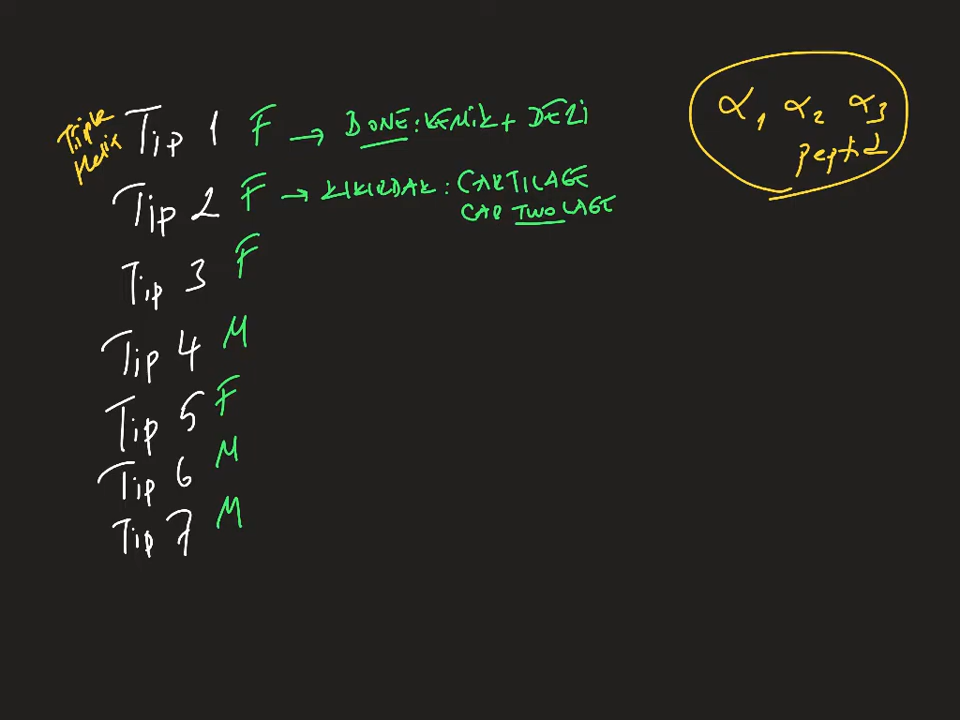 Triple
Helix
Tip 1 F → BONE: KEMİK + DERİ
Tip 2 F → KIKIRDAK: CARTILAGE
CAR TWO LAGE
Tip 3 F
Tip 4 M
Tip 5 F
Tip 6 M
Tip 7 M
α1 α2 α3
peptid